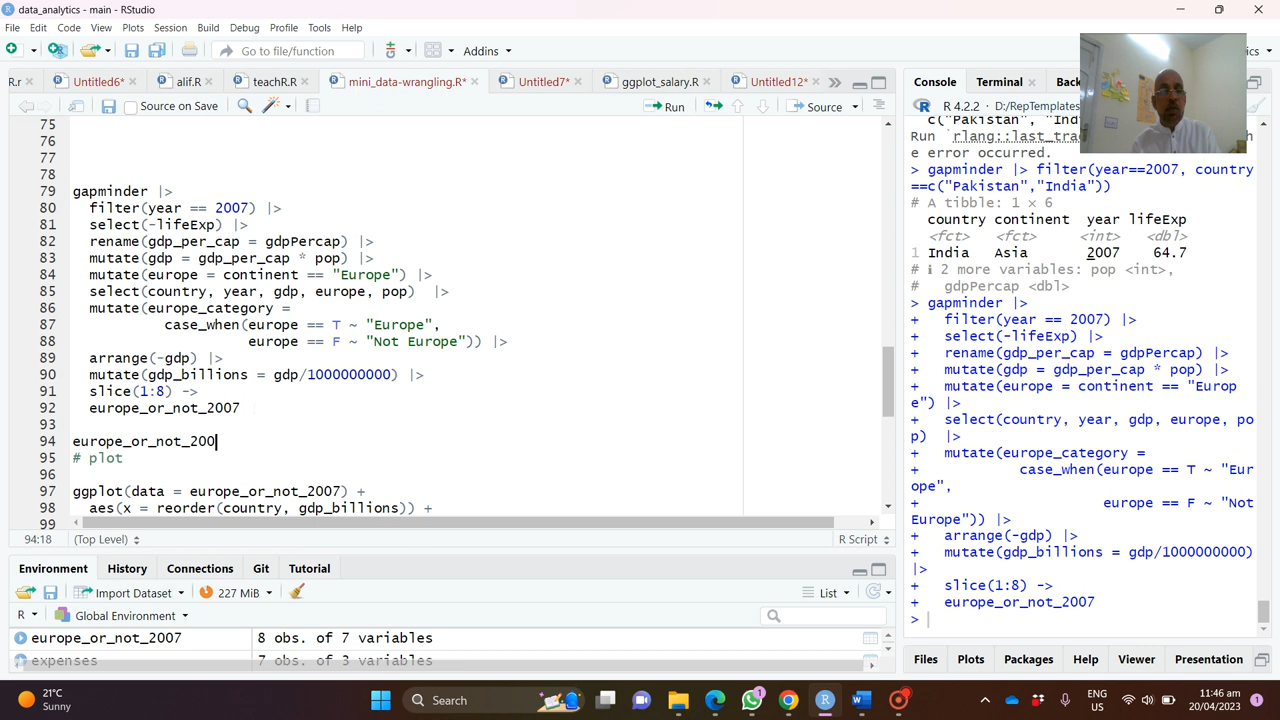 data_analytics - main - RStudio
File Edit Code View Plots Session Build Debug Profile Tools Help
Go to file/function Addins
R.r Untitled6* alif.R teachR.R mini_data-wrangling.R* Untitled7* ggplot_salary.R Untitled12*
Source on Save Run Source
75
76
77
78
79 gapminder |>
80 filter(year == 2007) |>
81 select(-lifeExp) |>
82 rename(gdp_per_cap = gdpPercap) |>
83 mutate(gdp = gdp_per_cap * pop) |>
84 mutate(europe = continent == "Europe") |>
85 select(country, year, gdp, europe, pop) |>
86 mutate(europe_category =
87 case_when(europe == T ~ "Europe",
88 europe == F ~ "Not Europe")) |>
89 arrange(-gdp) |>
90 mutate(gdp_billions = gdp/1000000000) |>
91 slice(1:8) ->
92 europe_or_not_2007
93
94 europe_or_not_200
95 # plot
96
97 ggplot(data = europe_or_not_2007) +
98 aes(x = reorder(country, gdp_billions)) +
99
94:18 (Top Level) R Script
Environment History Connections Git Tutorial
Import Dataset 227 MiB List
R Global Environment
europe_or_not_2007 8 obs. of 7 variables
expenses 7 obs. of 3 variables
Console Terminal
R 4.2.2 · D:/RepTemplates
c("Pakistan",
Run `rlang::last_
e error occurred.
> gapminder |> filter(year==2007, country
==c("Pakistan","India"))
# A tibble: 1 × 6
country continent year lifeExp
<fct> <fct> <int> <dbl>
1 India Asia 2007 64.7
# ℹ 2 more variables: pop <int>,
# gdpPercap <dbl>
> gapminder |>
+ filter(year == 2007) |>
+ select(-lifeExp) |>
+ rename(gdp_per_cap = gdpPercap) |>
+ mutate(gdp = gdp_per_cap * pop) |>
+ mutate(europe = continent == "Europ
e") |>
+ select(country, year, gdp, europe, po
p) |>
+ mutate(europe_category =
+ case_when(europe == T ~ "Eur
ope",
+ europe == F ~ "Not
Europe")) |>
+ arrange(-gdp) |>
+ mutate(gdp_billions = gdp/1000000000)
|>
+ slice(1:8) ->
+ europe_or_not_2007
>
Files Plots Packages Help Viewer Presentation
21°C
Sunny
Search
1
ENG
US
11:46 am
20/04/2023
1